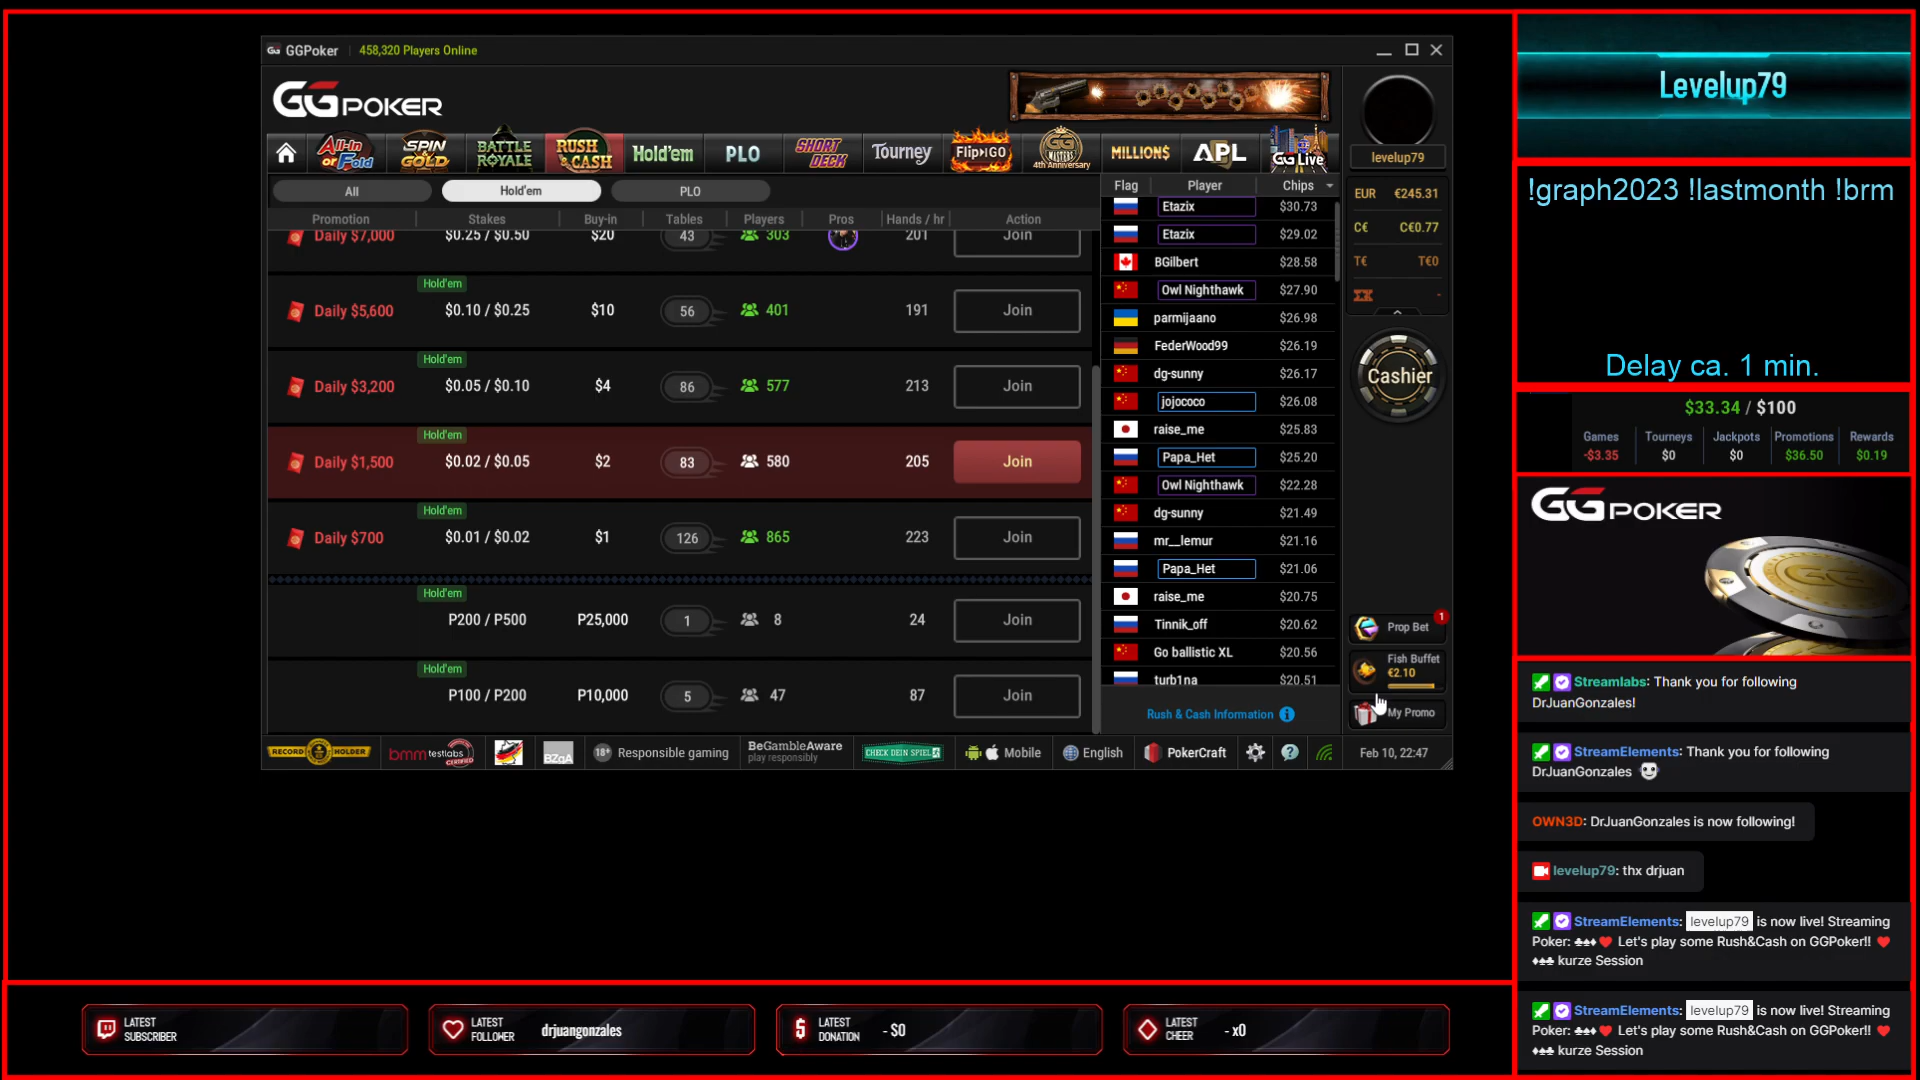 GGPoker | 458,320 Players Online
GGPOKER
All-In or Fold
SPIN & GOLD
BATTLE ROYALE
RUSH & CASH
Hold'em
PLO
SHORT DECK
Tourney
Flip&GO
GG MASTERS 4th Anniversary
MILLION$
APL
GG Live
All Hold'em PLO
Promotion Stakes Buy-in Tables Players Pros Hands / hr Action
Daily $7,000 $0.25 / $0.50 $20 43 303 201 Join
Hold'em
Daily $5,600 $0.10 / $0.25 $10 56 401 191 Join
Hold'em
Daily $3,200 $0.05 / $0.10 $4 86 577 213 Join
Hold'em
Daily $1,500 $0.02 / $0.05 $2 83 580 205 Join
Hold'em
Daily $700 $0.01 / $0.02 $1 126 865 223 Join
Hold'em
P200 / P500 P25,000 1 8 24 Join
Hold'em
P100 / P200 P10,000 5 47 87 Join
Flag Player Chips
Etazix $30.73
Etazix $29.02
BGilbert $28.58
Owl Nighthawk $27.90
parmijaano $26.98
FederWood99 $26.19
dg-sunny $26.17
jojococo $26.08
raise_me $25.83
Papa_Het $25.20
Owl Nighthawk $22.28
dg-sunny $21.49
mr__lemur $21.16
Papa_Het $21.06
raise_me $20.75
Tinnik_off $20.62
Go ballistic XL $20.56
turb1na $20.51
Rush & Cash Information
levelup79
EUR €245.31
C€ C€0.77
T€ T€0
-
Cashier
Prop Bet 1
Fish Buffet
€2.10
My Promo
RECORD HOLDER
bmm testlabs CERTIFIED
BZgA
18+ Responsible gaming
BeGambleAware
play responsibly
CHECK DEIN SPIEL
Mobile
English
PokerCraft
Feb 10, 22:47
Levelup79
!graph2023 !lastmonth !brm
Delay ca. 1 min.
$33.34 / $100
Games Tourneys Jackpots Promotions Rewards
-$3.35 $0 $0 $36.50 $0.19
GGPOKER
Streamlabs: Thank you for following
DrJuanGonzales!
StreamElements: Thank you for following
DrJuanGonzales
OWN3D: DrJuanGonzales is now following!
levelup79: thx drjuan
StreamElements: levelup79 is now live! Streaming
Poker: ♣♠♦♥ Let's play some Rush&Cash on GGPoker!! ♥
♦♠♣ kurze Session
StreamElements: levelup79 is now live! Streaming
Poker: ♣♠♦♥ Let's play some Rush&Cash on GGPoker!! ♥
♦♠♣ kurze Session
LATEST
SUBSCRIBER
LATEST
FOLLOWER
drjuangonzales
LATEST
DONATION
- $0
LATEST
CHEER
- x0